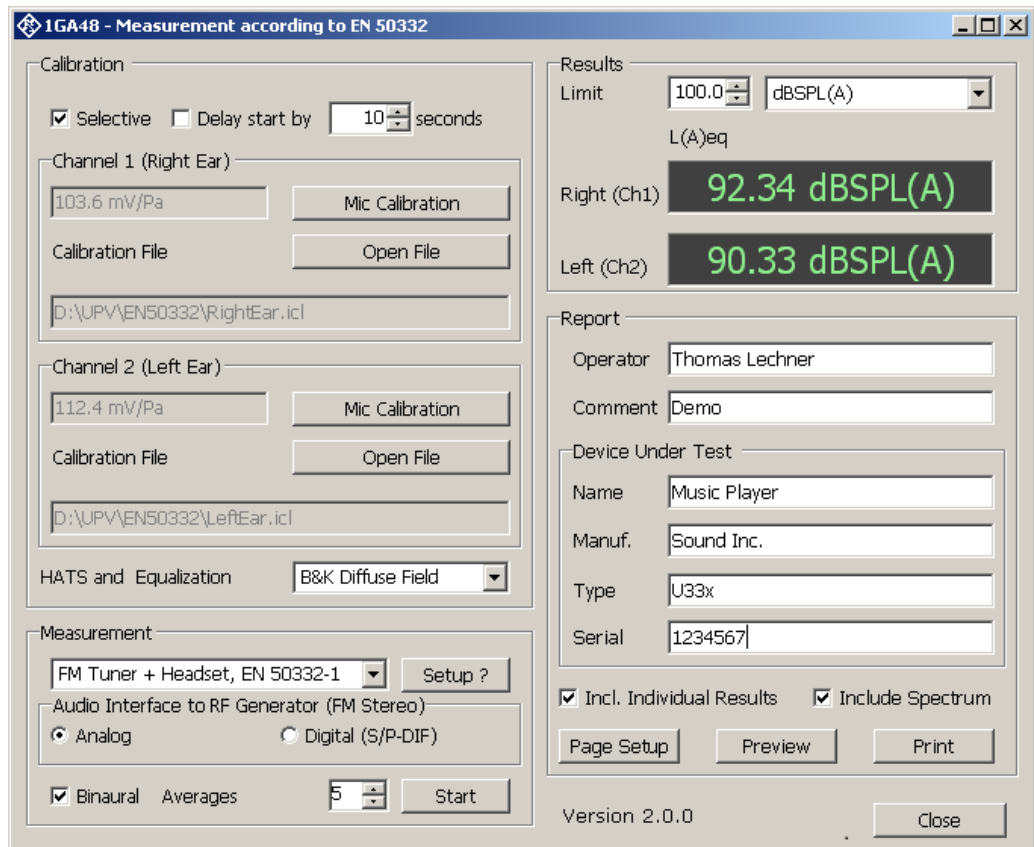 1GA48 - Measurement according to EN 50332
Calibration
Selective
Delay start by
10
seconds
Channel 1 (Right Ear)
103.6 mV/Pa
Mic Calibration
Calibration File
Open File
D:\UPV\EN50332\RightEar.icl
Channel 2 (Left Ear)
112.4 mV/Pa
Mic Calibration
Calibration File
Open File
D:\UPV\EN50332\LeftEar.icl
HATS and Equalization
B&K Diffuse Field
Measurement
FM Tuner + Headset, EN 50332-1
Setup ?
Audio Interface to RF Generator (FM Stereo)
Analog
Digital (S/P-DIF)
Binaural
Averages
5
Start
Results
Limit
100.0
dBSPL(A)
L(A)eq
Right (Ch1)
92.34 dBSPL(A)
Left (Ch2)
90.33 dBSPL(A)
Report
Operator
Thomas Lechner
Comment
Demo
Device Under Test
Name
Music Player
Manuf.
Sound Inc.
Type
U33x
Serial
1234567
Incl. Individual Results
Include Spectrum
Page Setup
Preview
Print
Version 2.0.0
Close